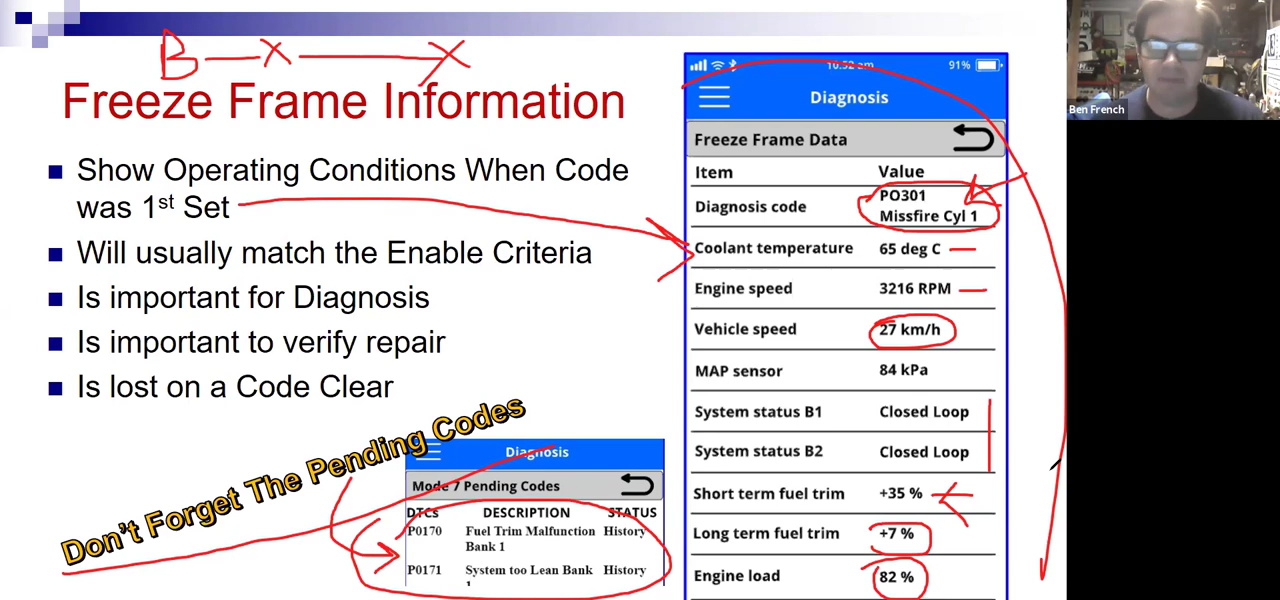 B — X — X
Freeze Frame Information
Show Operating Conditions When Code
was 1st Set
Will usually match the Enable Criteria
Is important for Diagnosis
Is important to verify repair
Is lost on a Code Clear
Don't Forget The Pending Codes
Diagnosis
Mode 7 Pending Codes
DTCs DESCRIPTION STATUS
P0170 Fuel Trim Malfunction History
Bank 1
P0171 System too Lean Bank History
1
10:52 am 91%
Diagnosis
Freeze Frame Data
Item Value
Diagnosis code PO301
Missfire Cyl 1
Coolant temperature 65 deg C
Engine speed 3216 RPM
Vehicle speed 27 km/h
MAP sensor 84 kPa
System status B1 Closed Loop
System status B2 Closed Loop
Short term fuel trim +35 %
Long term fuel trim +7 %
Engine load 82 %
Ben French